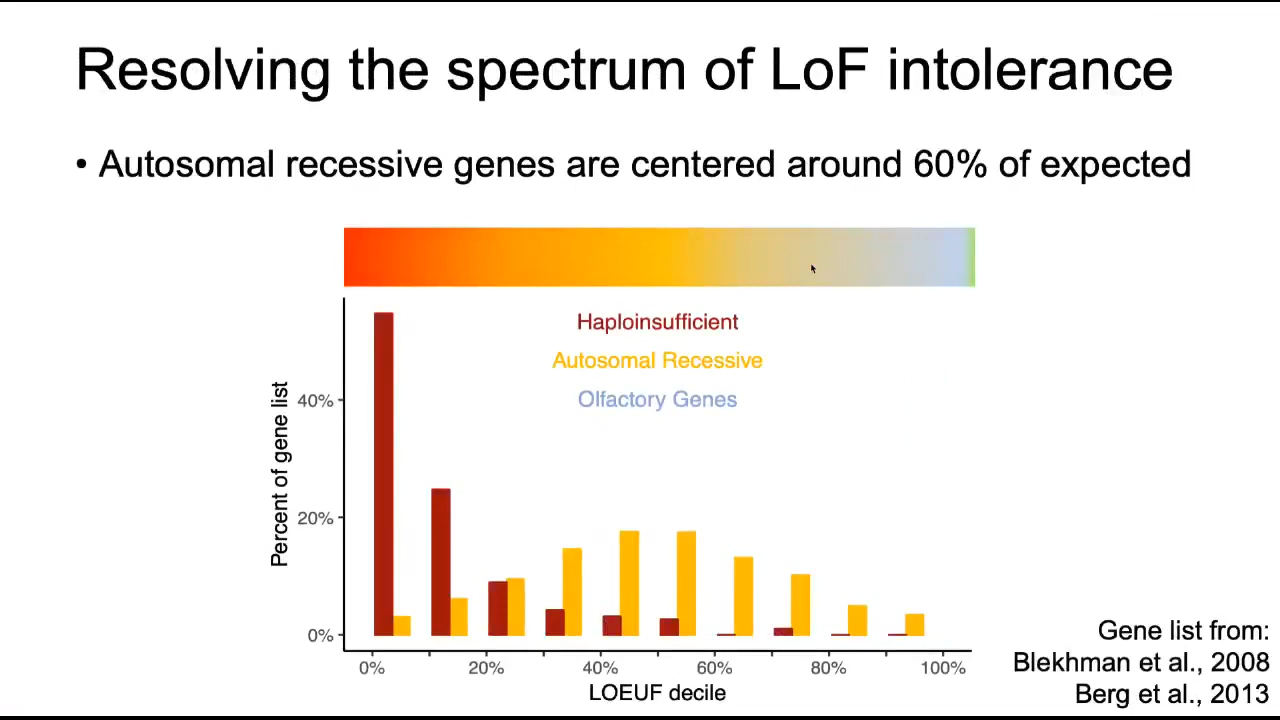 Resolving the spectrum of LoF intolerance
• Autosomal recessive genes are centered around 60% of expected
Haploinsufficient
Autosomal Recessive
Olfactory Genes
Percent of gene list
40%
20%
0%
0% 20% 40% 60% 80% 100%
LOEUF decile
Gene list from:
Blekhman et al., 2008
Berg et al., 2013